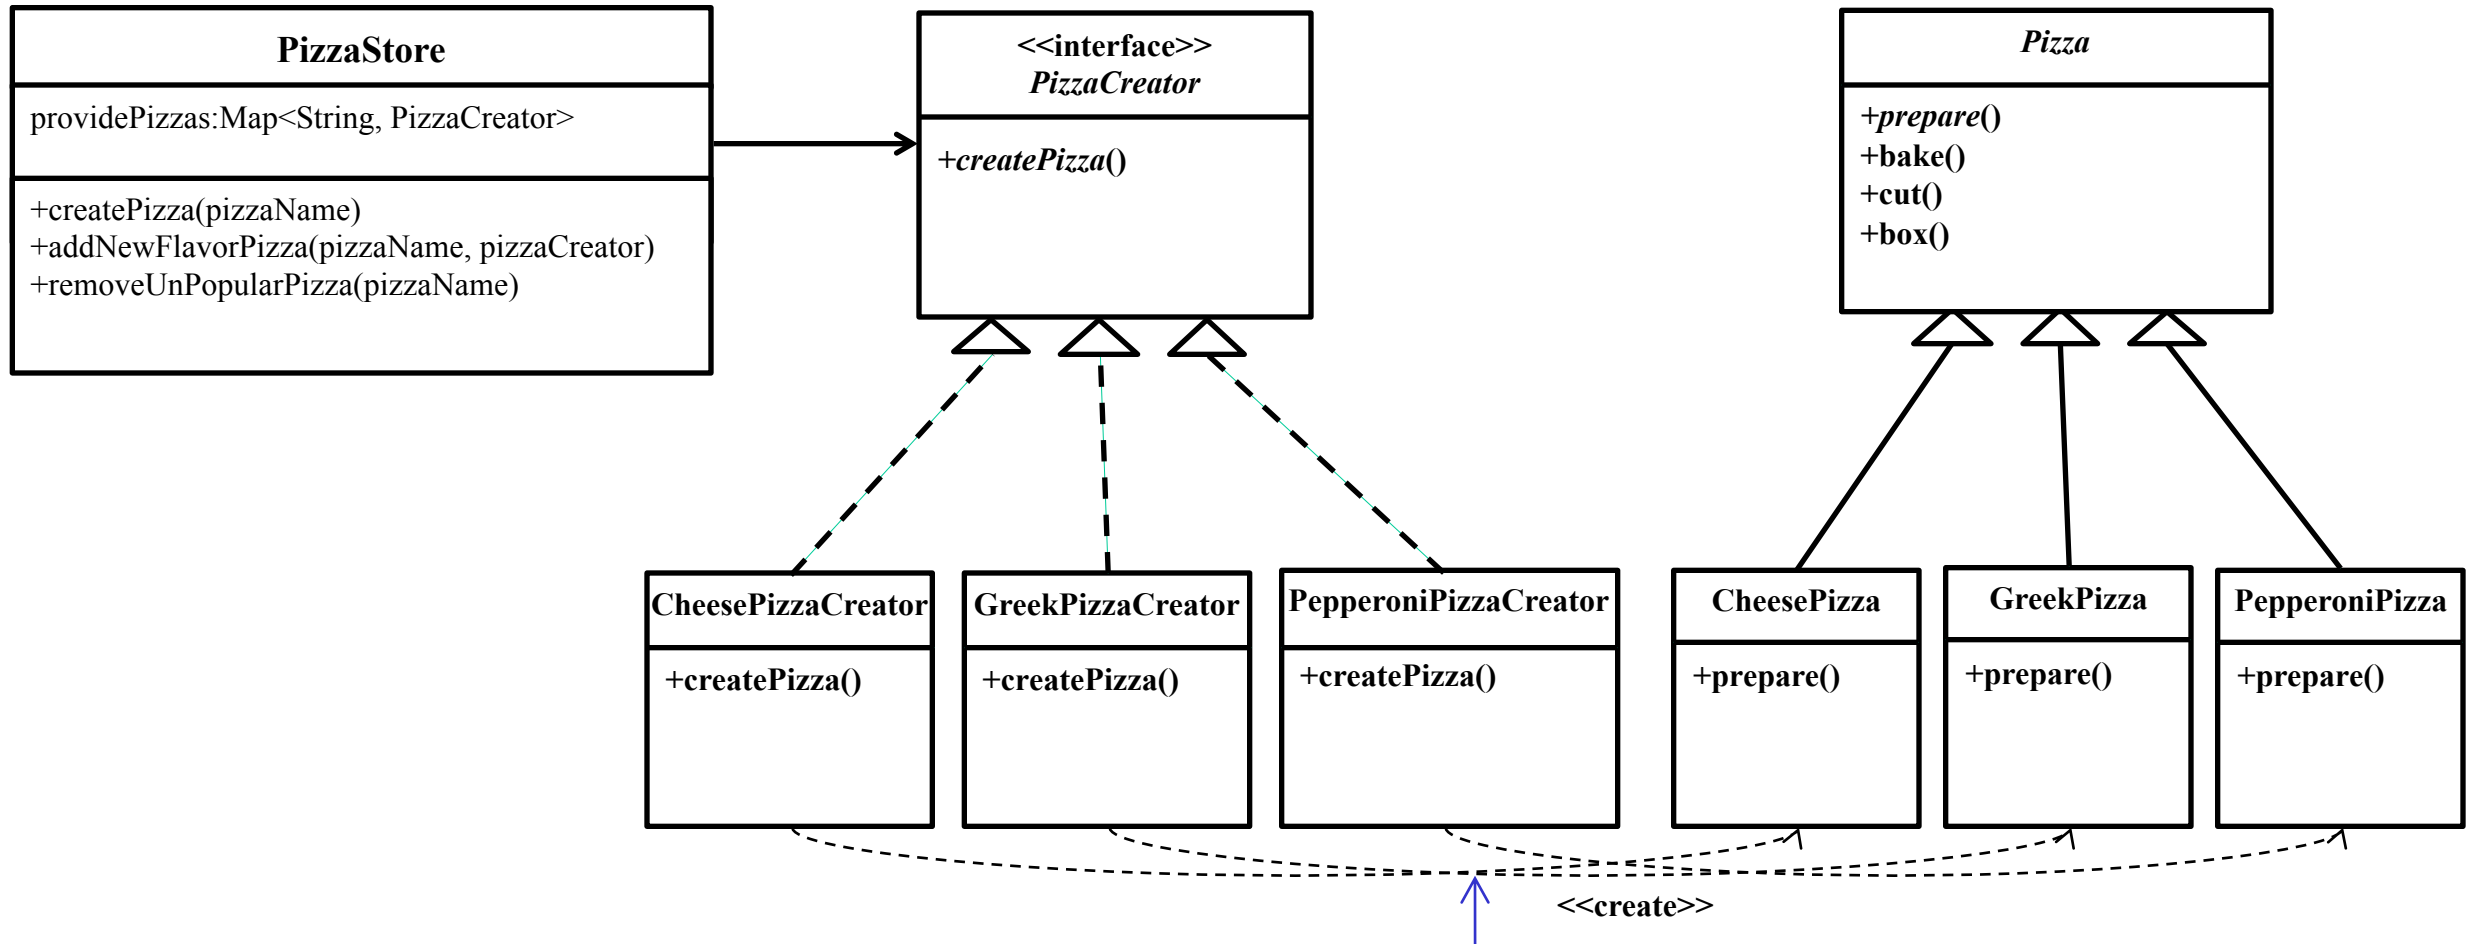 PizzaStore
providePizzas:Map<String, PizzaCreator>
+createPizza(pizzaName)
+addNewFlavorPizza(pizzaName, pizzaCreator)
+removeUnPopularPizza(pizzaName)
<<interface>>
PizzaCreator
+createPizza()
Pizza
+prepare()
+bake()
+cut()
+box()
CheesePizzaCreator
+createPizza()
GreekPizzaCreator
+createPizza()
PepperoniPizzaCreator
+createPizza()
CheesePizza
+prepare()
GreekPizza
+prepare()
PepperoniPizza
+prepare()
<<create>>